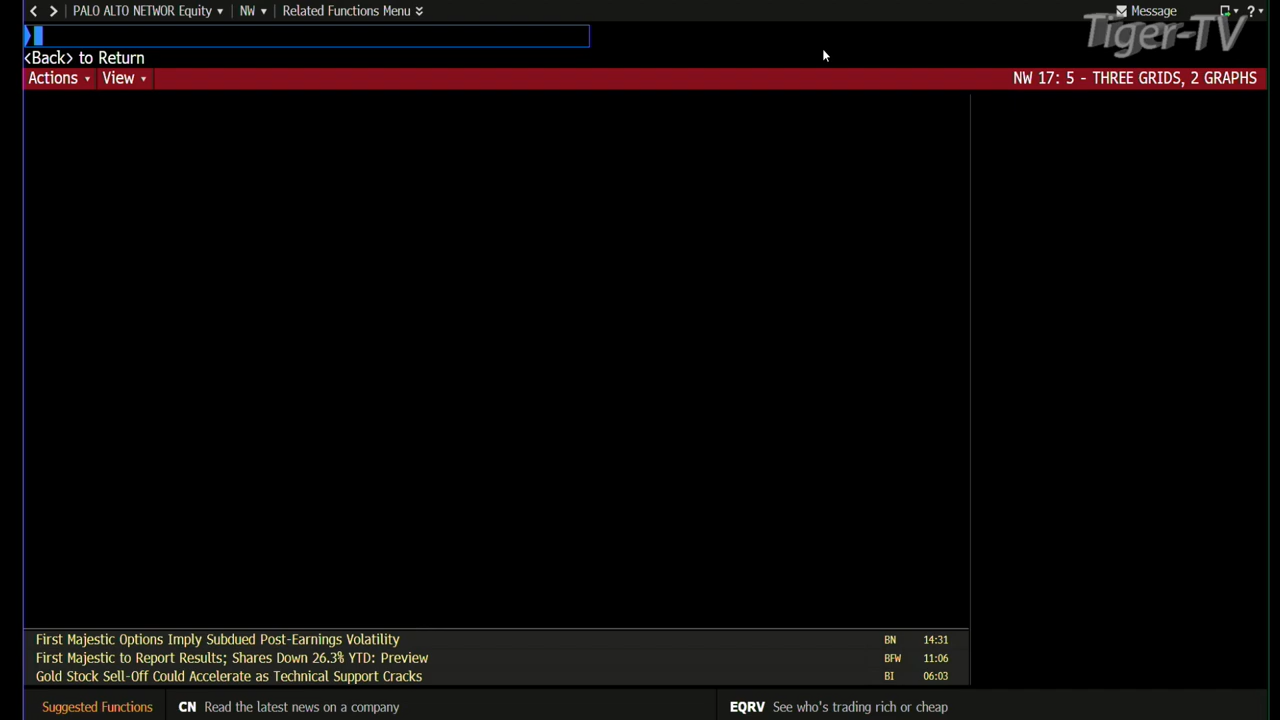 PALO ALTO NETWOR Equity NW Related Functions Menu Message ?
Tiger-TV
<Back> to Return
Actions View NW 17: 5 - THREE GRIDS, 2 GRAPHS
First Majestic Options Imply Subdued Post-Earnings Volatility BN 14:31
First Majestic to Report Results; Shares Down 26.3% YTD: Preview BFW 11:06
Gold Stock Sell-Off Could Accelerate as Technical Support Cracks BI 06:03
Suggested Functions CN Read the latest news on a company EQRV See who's trading rich or cheap